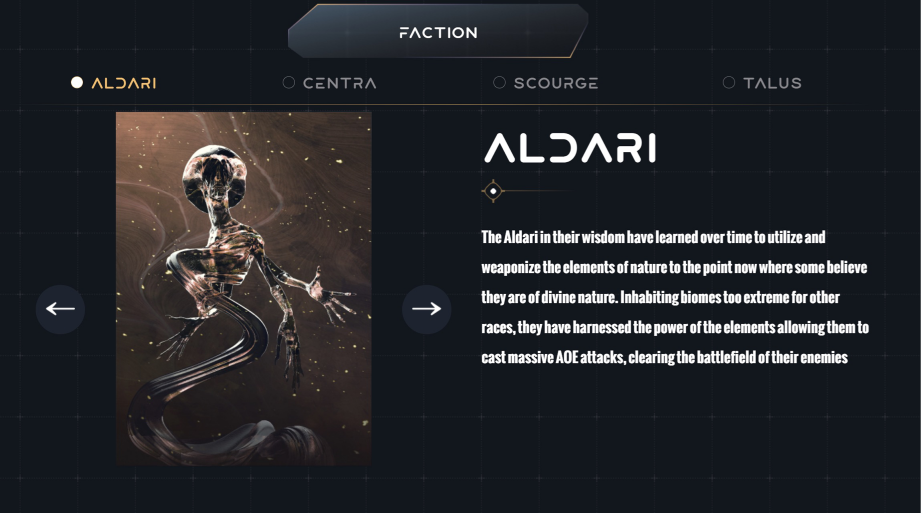 FACTION
ALDARI
CENTRA
SCOURGE
TALUS
ALDARI
The Aldari in their wisdom have learned over time to utilize and
weaponize the elements of nature to the point now where some believe
they are of divine nature. Inhabiting biomes too extreme for other
races, they have harnessed the power of the elements allowing them to
cast massive AOE attacks, clearing the battlefield of their enemies